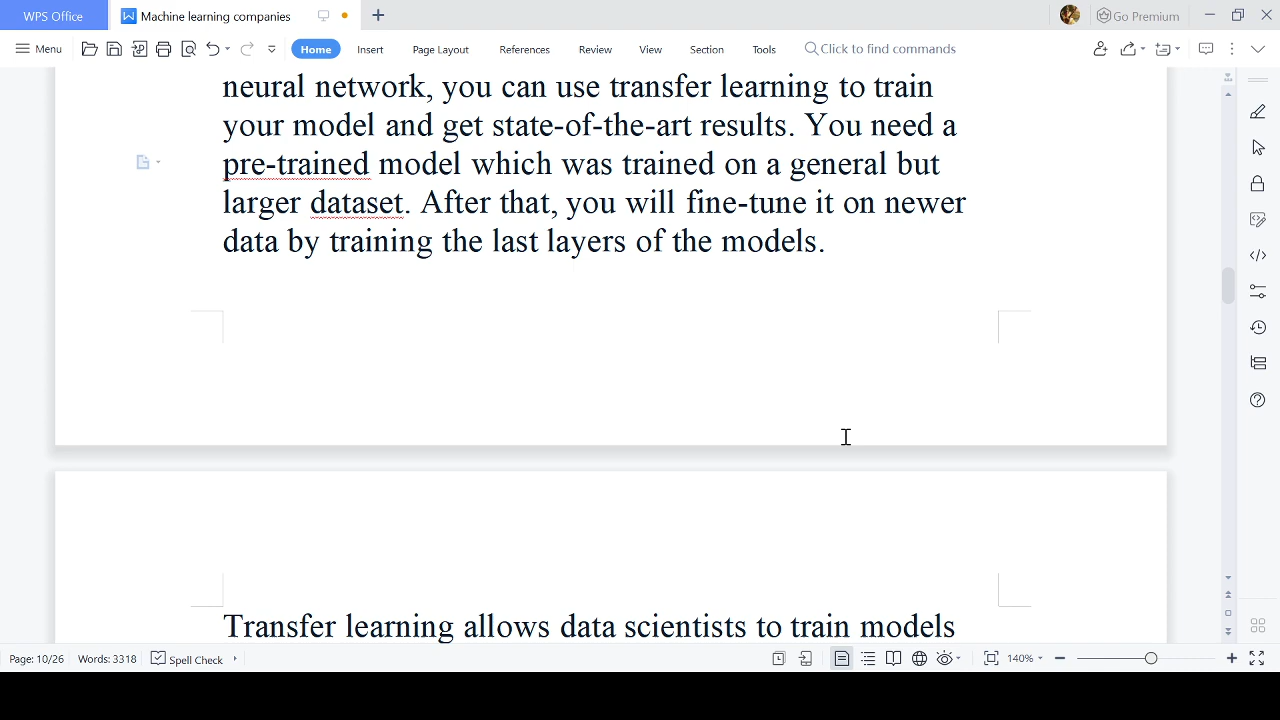 WPS Office
Machine learning companies
Go Premium
Menu
Home
Insert
Page Layout
References
Review
View
Section
Tools
Click to find commands
neural network, you can use transfer learning to train
your model and get state-of-the-art results. You need a
pre-trained model which was trained on a general but
larger dataset. After that, you will fine-tune it on newer
data by training the last layers of the models.
Transfer learning allows data scientists to train models
Page: 10/26
Words: 3318
Spell Check
140%